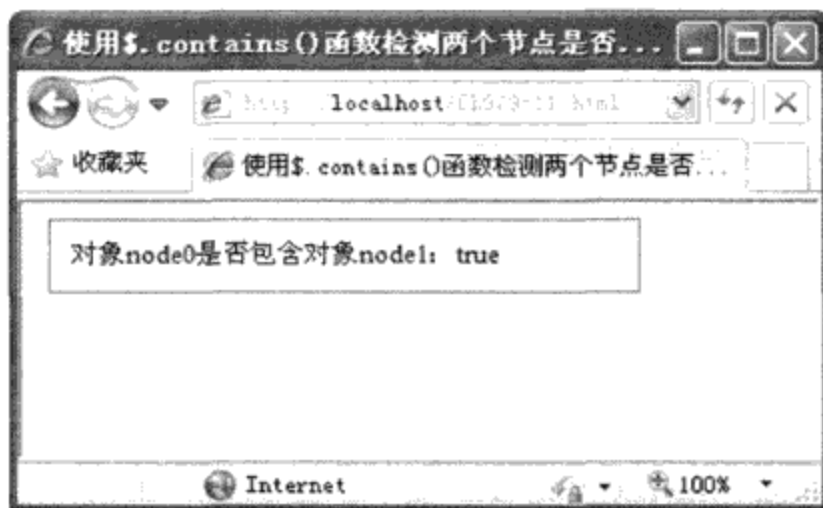 使用$.contains()函数检测两个节点是否...
localhost
收藏夹
使用$.contains()函数检测两个节点是否...
对象node0是否包含对象node1：true
Internet
100%